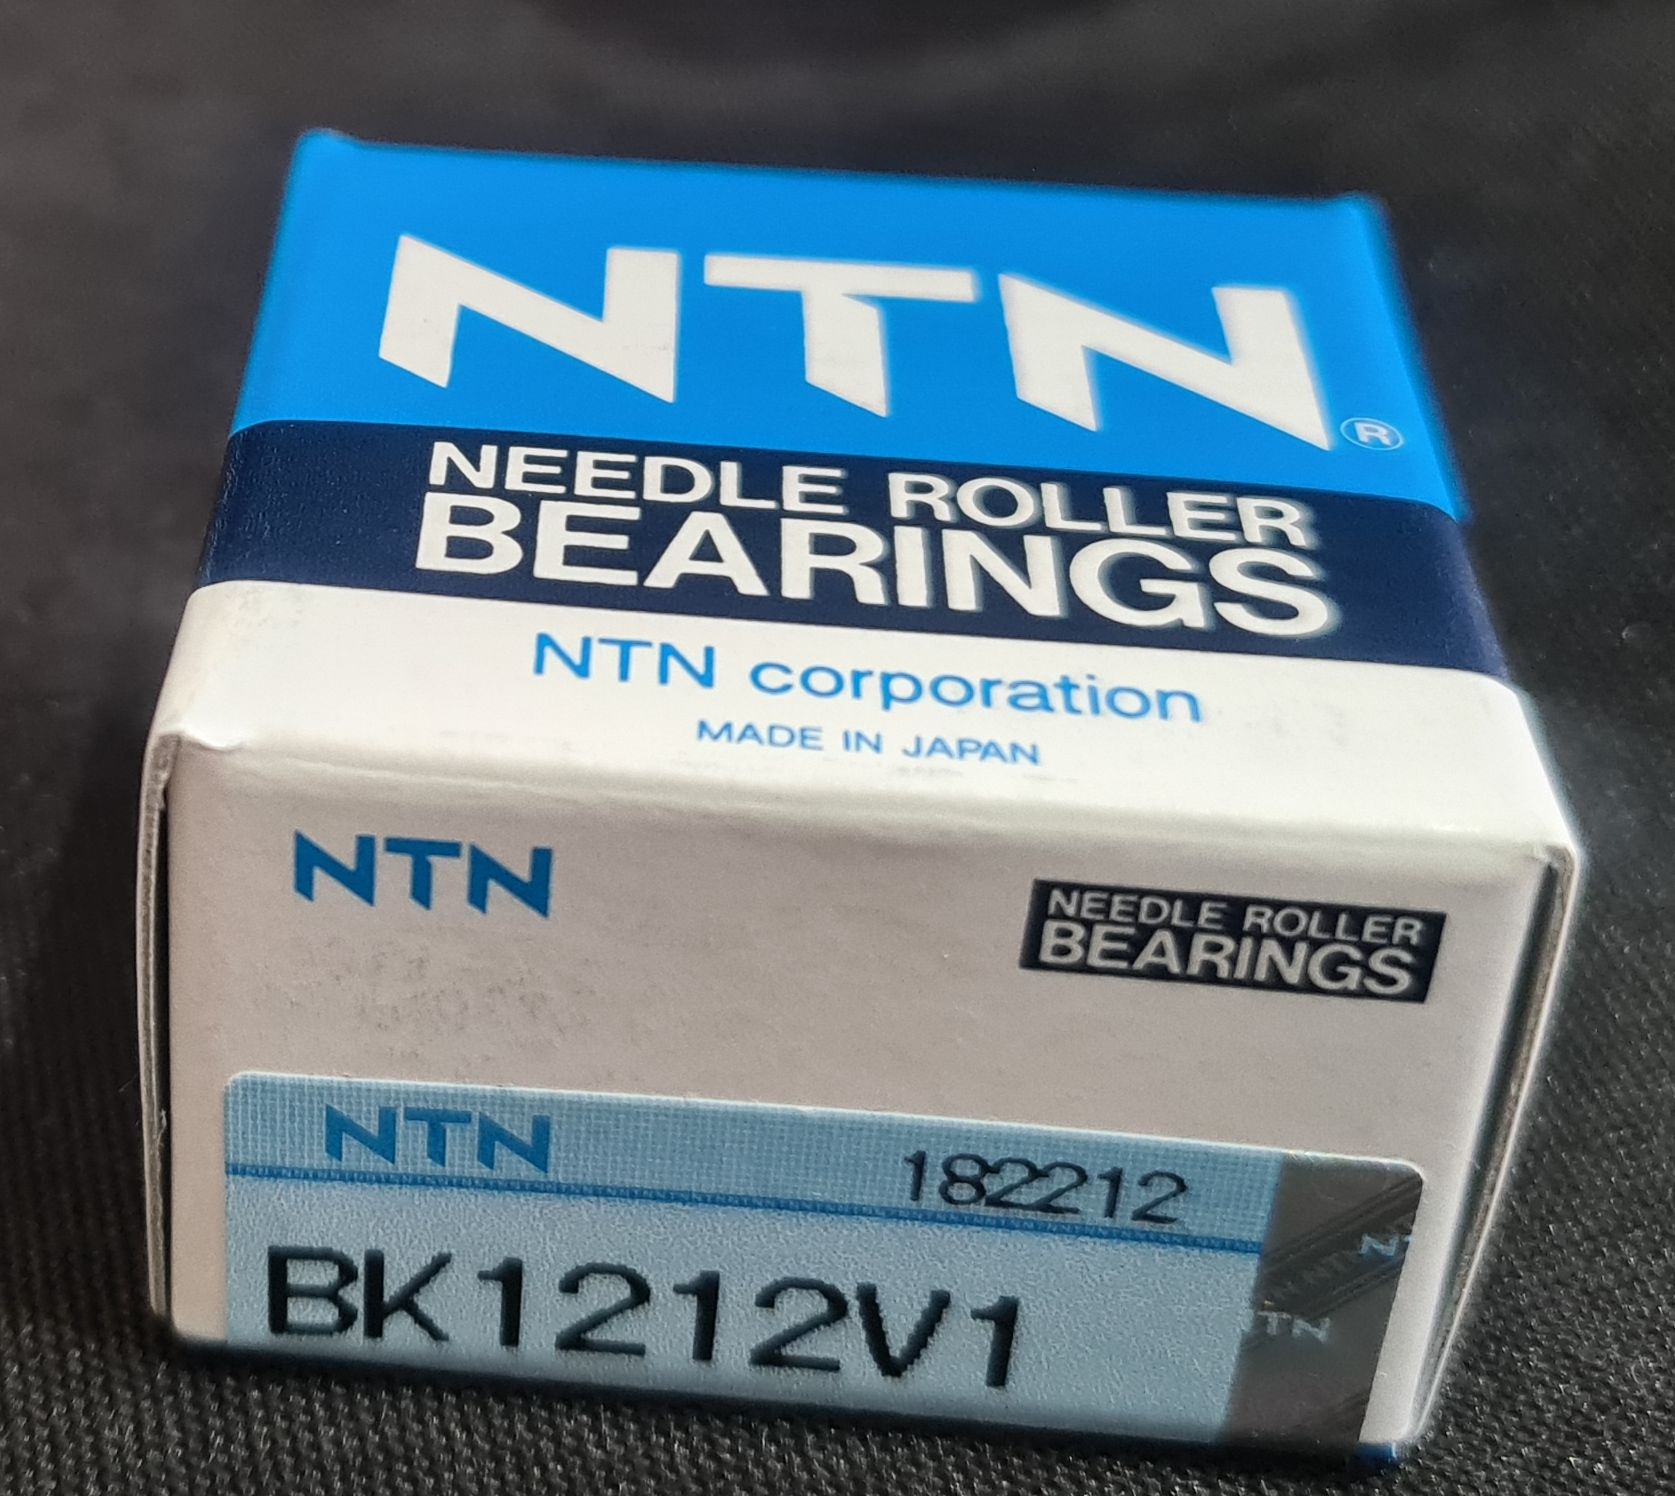 NTN®
NEEDLE ROLLER
BEARINGS
NTN corporation
MADE IN JAPAN
NTN
NEEDLE ROLLER
BEARINGS
NTN 182212
BK1212V1